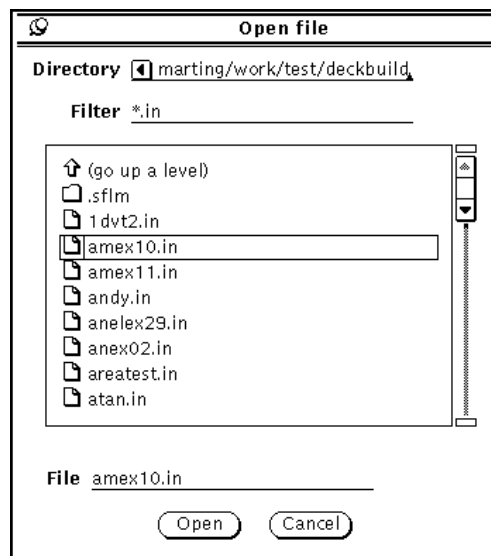 Open file
Directory marting/work/test/deckbuild
Filter *.in
(go up a level)
.sflm
1dvt2.in
amex10.in
amex11.in
andy.in
anelex29.in
anex02.in
areatest.in
atan.in
File amex10.in
Open Cancel